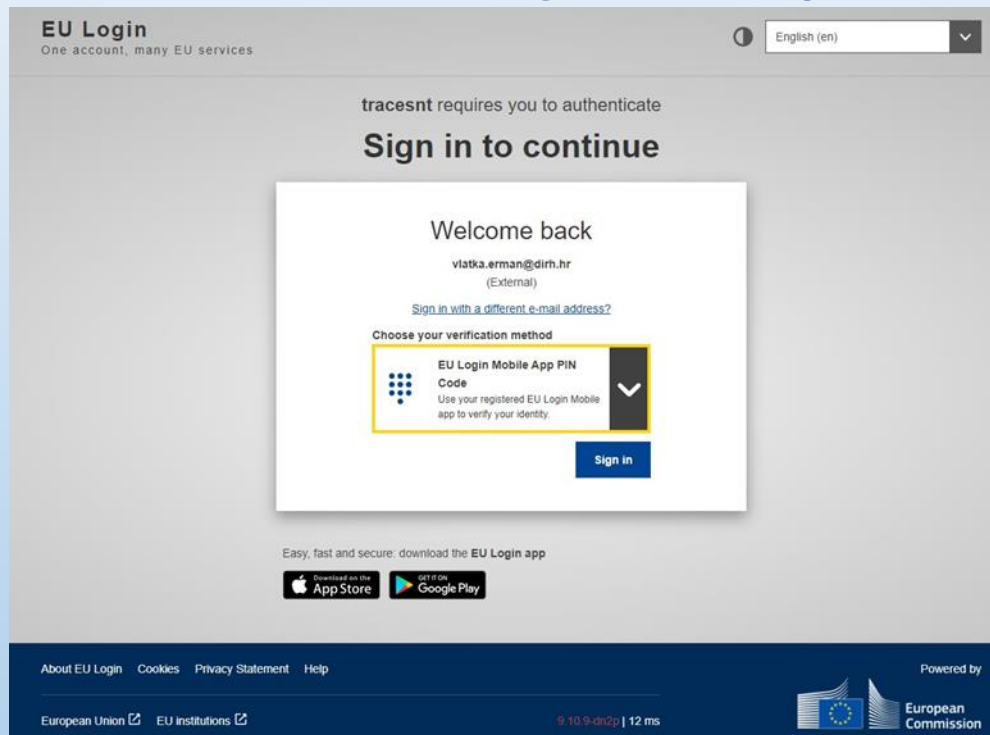 EU Login
One account, many EU services
English (en)
tracesnt requires you to authenticate
Sign in to continue
Welcome back
vlatka.erman@dirh.hr
(External)
Sign in with a different e-mail address?
Choose your verification method
EU Login Mobile App PIN
Code
Use your registered EU Login Mobile
app to verify your identity.
Sign in
Easy, fast and secure: download the EU Login app
Download on the
App Store
GET IT ON
Google Play
About EU Login Cookies Privacy Statement Help
Powered by
European Union EU institutions
9.10.9-dn2p | 12 ms
European
Commission